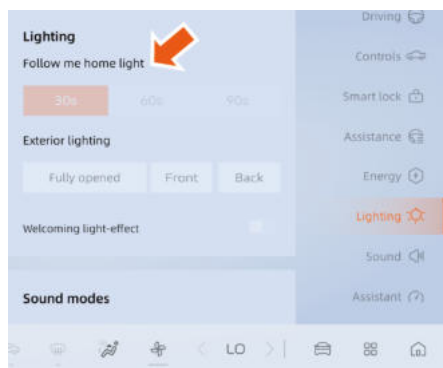 Lighting
Follow me home light
30s 60s 90s
Exterior lighting
Fully opened Front Back
Welcoming light-effect
Sound modes
Driving
Controls
Smart lock
Assistance
Energy
Lighting
Sound
Assistant
LO